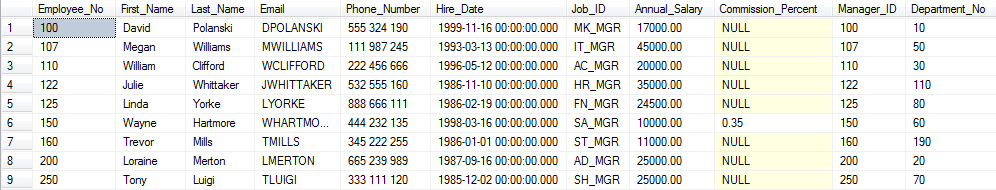 Employee_No First_Name Last_Name Email Phone_Number Hire_Date Job_ID Annual_Salary Commission_Percent Manager_ID Department_No
1 100 David Polanski DPOLANSKI 555 324 190 1999-11-16 00:00:00.000 MK_MGR 17000.00 NULL 100 10
2 107 Megan Williams MWILLIAMS 111 987 245 1993-03-13 00:00:00.000 IT_MGR 45000.00 NULL 107 50
3 110 William Clifford WCLIFFORD 222 456 666 1996-05-12 00:00:00.000 AC_MGR 20000.00 NULL 110 30
4 122 Julie Whittaker JWHITTAKER 532 555 160 1986-11-10 00:00:00.000 HR_MGR 35000.00 NULL 122 110
5 125 Linda Yorke LYORKE 888 666 111 1986-02-19 00:00:00.000 FN_MGR 24500.00 NULL 125 80
6 150 Wayne Hartmore WHARTMO... 444 232 135 1998-03-16 00:00:00.000 SA_MGR 10000.00 0.35 150 60
7 160 Trevor Mills TMILLS 345 222 255 1986-01-01 00:00:00.000 ST_MGR 11000.00 NULL 160 190
8 200 Loraine Merton LMERTON 665 239 989 1987-09-16 00:00:00.000 AD_MGR 25000.00 NULL 200 20
9 250 Tony Luigi TLUIGI 333 111 120 1985-12-02 00:00:00.000 SH_MGR 25000.00 NULL 250 70